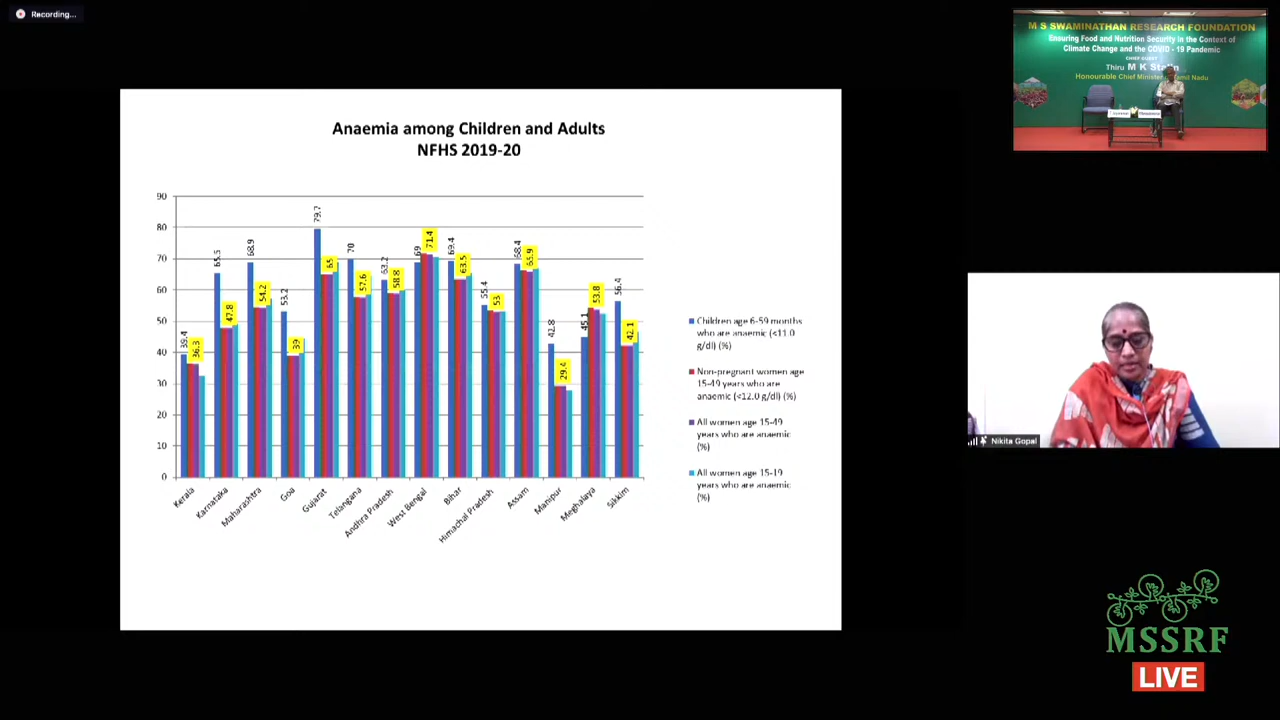 Recording...
M S SWAMINATHAN RESEARCH FOUNDATION
Ensuring Food and Nutrition Security in the Context of
Climate Change and the COVID - 19 Pandemic
CHIEF GUEST
Thiru M K Stalin
Honourable Chief Minister Tamil Nadu
Anaemia among Children and Adults
NFHS 2019-20
90
80
70
60
50
40
30
20
10
0
39.4
36.3
65.5
47.8
68.9
54.2
53.2
39
79.7
65
70
57.6
63.2
58.8
69
71.4
69.4
63.5
55.4
53
68.4
65.9
42.8
29.4
45.1
53.8
56.4
42.1
Kerala
Karnataka
Maharashtra
Goa
Gujarat
Telangana
Andhra Pradesh
West Bengal
Bihar
Himachal Pradesh
Assam
Manipur
Meghalaya
Sikkim
Children age 6-59 months
who are anaemic (<11.0
g/dl) (%)
Non-pregnant women age
15-49 years who are
anaemic (<12.0 g/dl) (%)
All women age 15-49
years who are anaemic
(%)
All women age 15-19
years who are anaemic
(%)
Nikita Gopal
MSSRF
LIVE